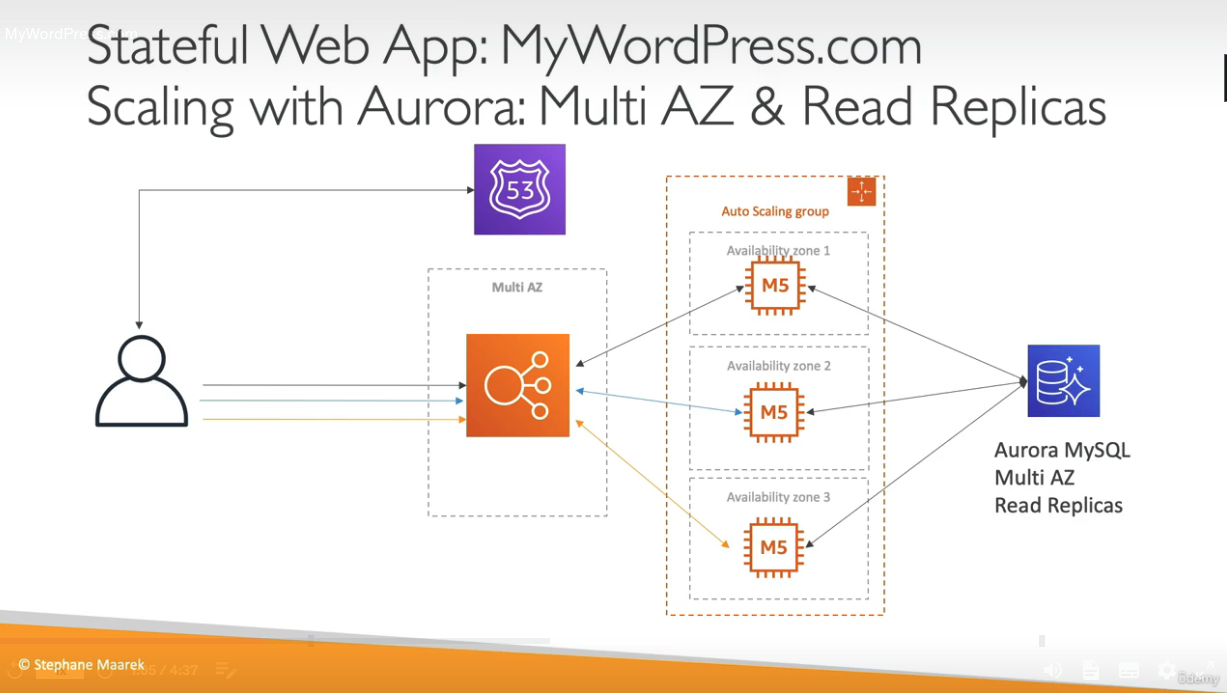 MyWordPress.com
Stateful Web App: MyWordPress.com
Scaling with Aurora: Multi AZ & Read Replicas
53
Auto Scaling group
Multi AZ
Availability zone 1
M5
Availability zone 2
M5
Availability zone 3
M5
Aurora MySQL
Multi AZ
Read Replicas
© Stephane Maarek
1x
/ 4:37
ûdemy